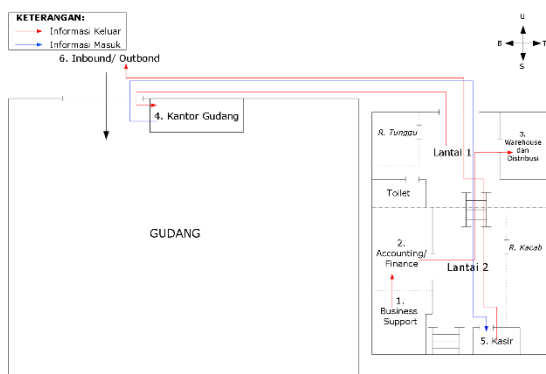 KETERANGAN:
Informasi Keluar
Informasi Masuk
6. Inbound/ Outbond
U
B
T
S
4. Kantor Gudang
R. Tunggu
Lantai 1
3.
Warehouse
dan
Distribusi
Toilet
GUDANG
2.
Accounting/
Finance
R. Kacab
Lantai 2
1.
Business
Support
5. Kasir